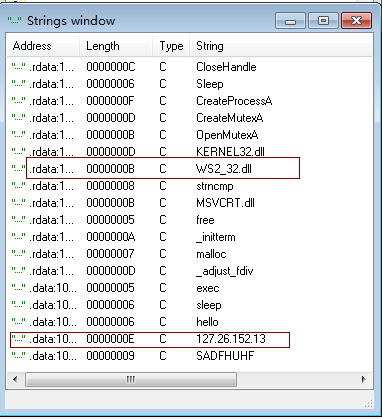 Strings window
Address Length Type String
.rdata:1... 0000000C C CloseHandle
.rdata:1... 00000006 C Sleep
.rdata:1... 0000000F C CreateProcessA
.rdata:1... 0000000D C CreateMutexA
.rdata:1... 0000000B C OpenMutexA
.rdata:1... 0000000D C KERNEL32.dll
.rdata:1... 0000000B C WS2_32.dll
.rdata:1... 00000008 C strncmp
.rdata:1... 0000000B C MSVCRT.dll
.rdata:1... 00000005 C free
.rdata:1... 0000000A C _initterm
.rdata:1... 00000007 C malloc
.rdata:1... 0000000D C _adjust_fdiv
.data:10... 00000005 C exec
.data:10... 00000006 C sleep
.data:10... 00000006 C hello
.data:10... 0000000E C 127.26.152.13
.data:10... 00000009 C SADFHUHF